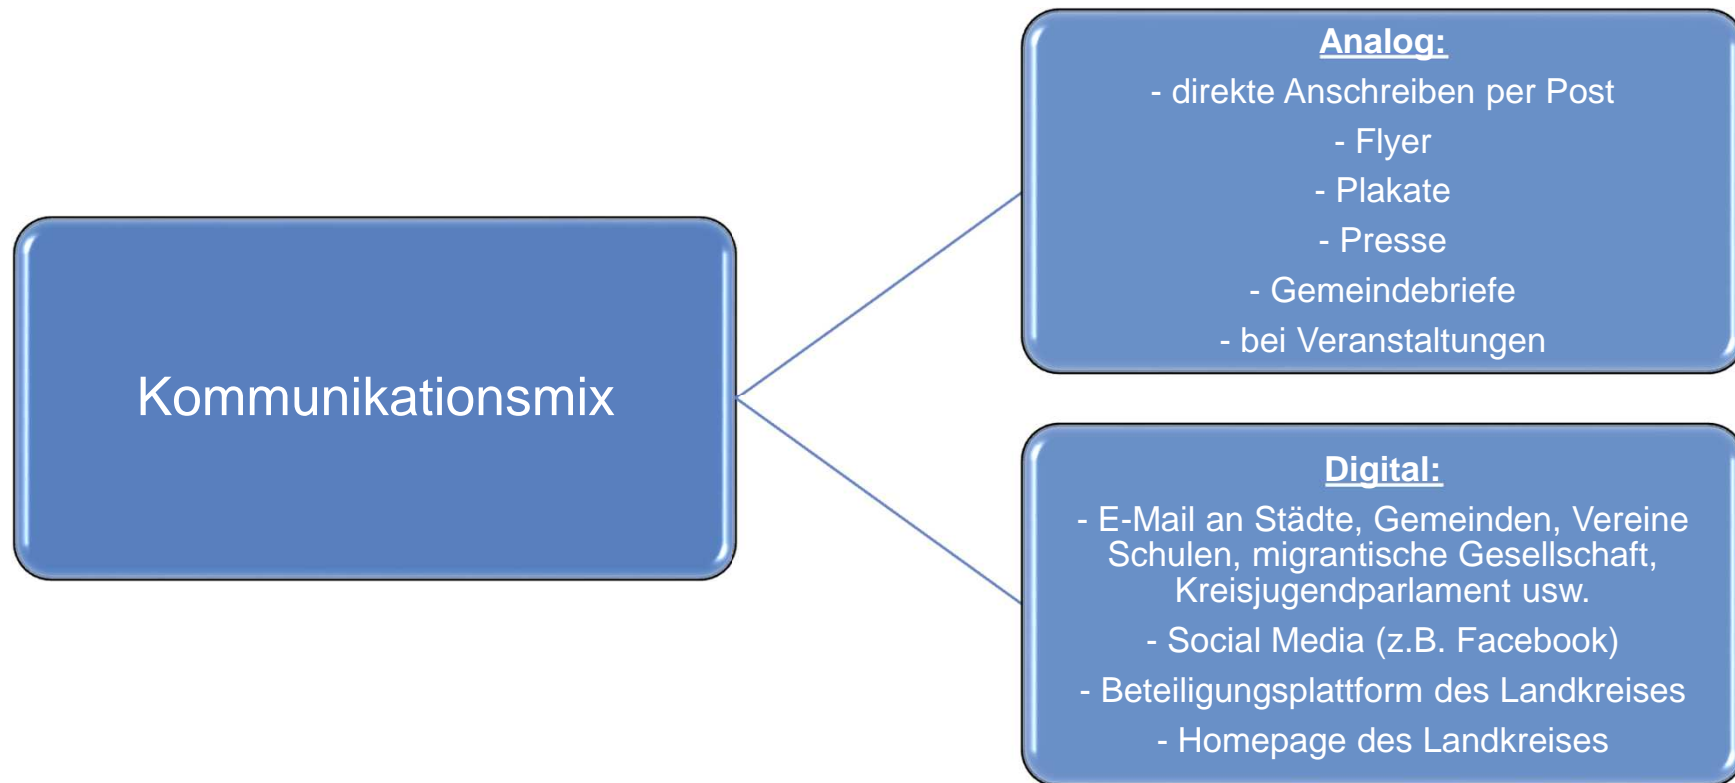 Kommunikationsmix
Analog:
- direkte Anschreiben per Post
- Flyer
- Plakate
- Presse
- Gemeindebriefe
- bei Veranstaltungen
Digital:
- E-Mail an Städte, Gemeinden, Vereine
Schulen, migrantische Gesellschaft,
Kreisjugendparlament usw.
- Social Media (z.B. Facebook)
- Beteiligungsplattform des Landkreises
- Homepage des Landkreises